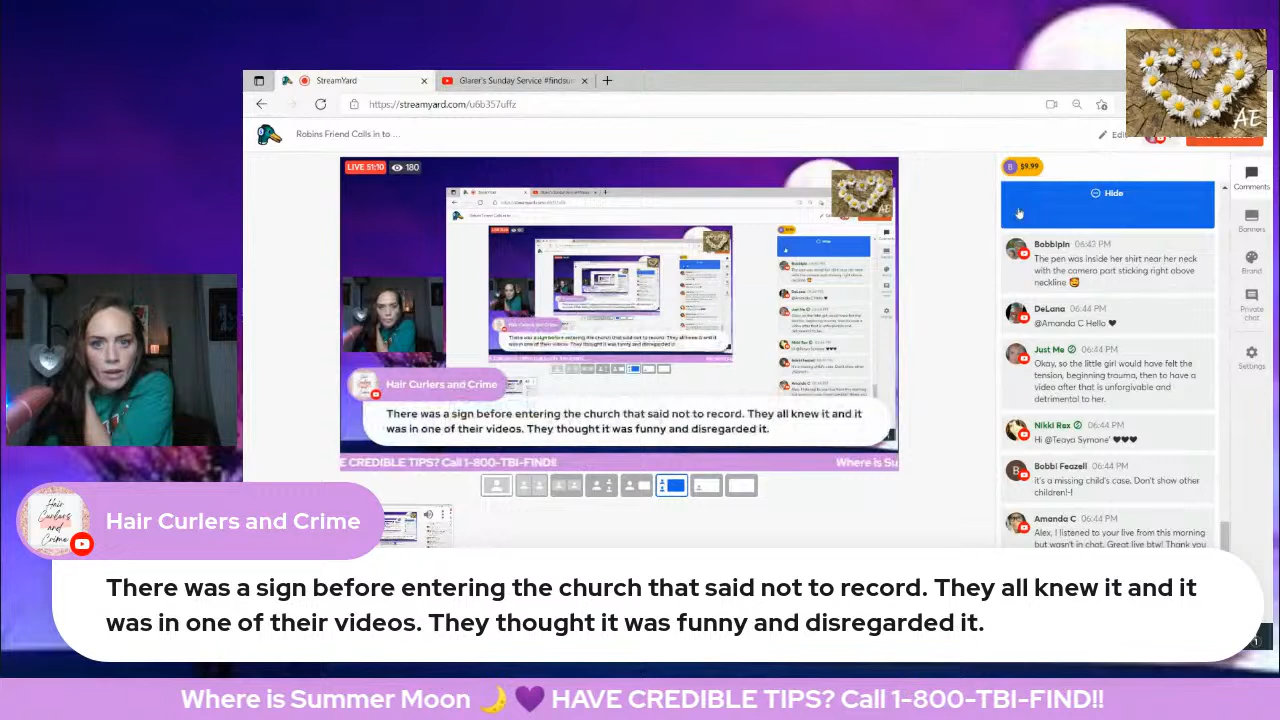 StreamYard
Glarer's Sunday Service #findsum
https://streamyard.com/u6b357uffz
Robins Friend Calls in to ...
Edit
AE
LIVE 51:10
180
B $9.99
Hide
Bobbipin 06:43 PM
The pen was inside her shirt near her
neck with the camera part sticking right above
neckline
DeLana 06:44 PM
@Amanda C Hello
Just Me 06:44 PM
Okay, so the little girl would have felt the
tension, beginning trauma, then to have a
video after that is unforgivable and
detrimental to her.
Nikki Rax 06:44 PM
Hi @Teaya Symone'
B
Bobbi Feazell 06:44 PM
it's a missing child's case. Don't show other
children!-!
Amanda C 06:44 PM
Alex, I listened to your live from this morning
but wasn't in chat. Great live btw! Thank you
Comments
Banners
Brand
Private
chat
Settings
AE
Hair Curlers and Crime
There was a sign before entering the church that said not to record. They all knew it and it
was in one of their videos. They thought it was funny and disregarded it.
E CREDIBLE TIPS? Call 1-800-TBI-FIND!!
Where is Su
Hair
Curlers
and
Crime
Hair Curlers and Crime
There was a sign before entering the church that said not to record. They all knew it and it
was in one of their videos. They thought it was funny and disregarded it.
Where is Summer Moon 🌙💜 HAVE CREDIBLE TIPS? Call 1-800-TBI-FIND!!